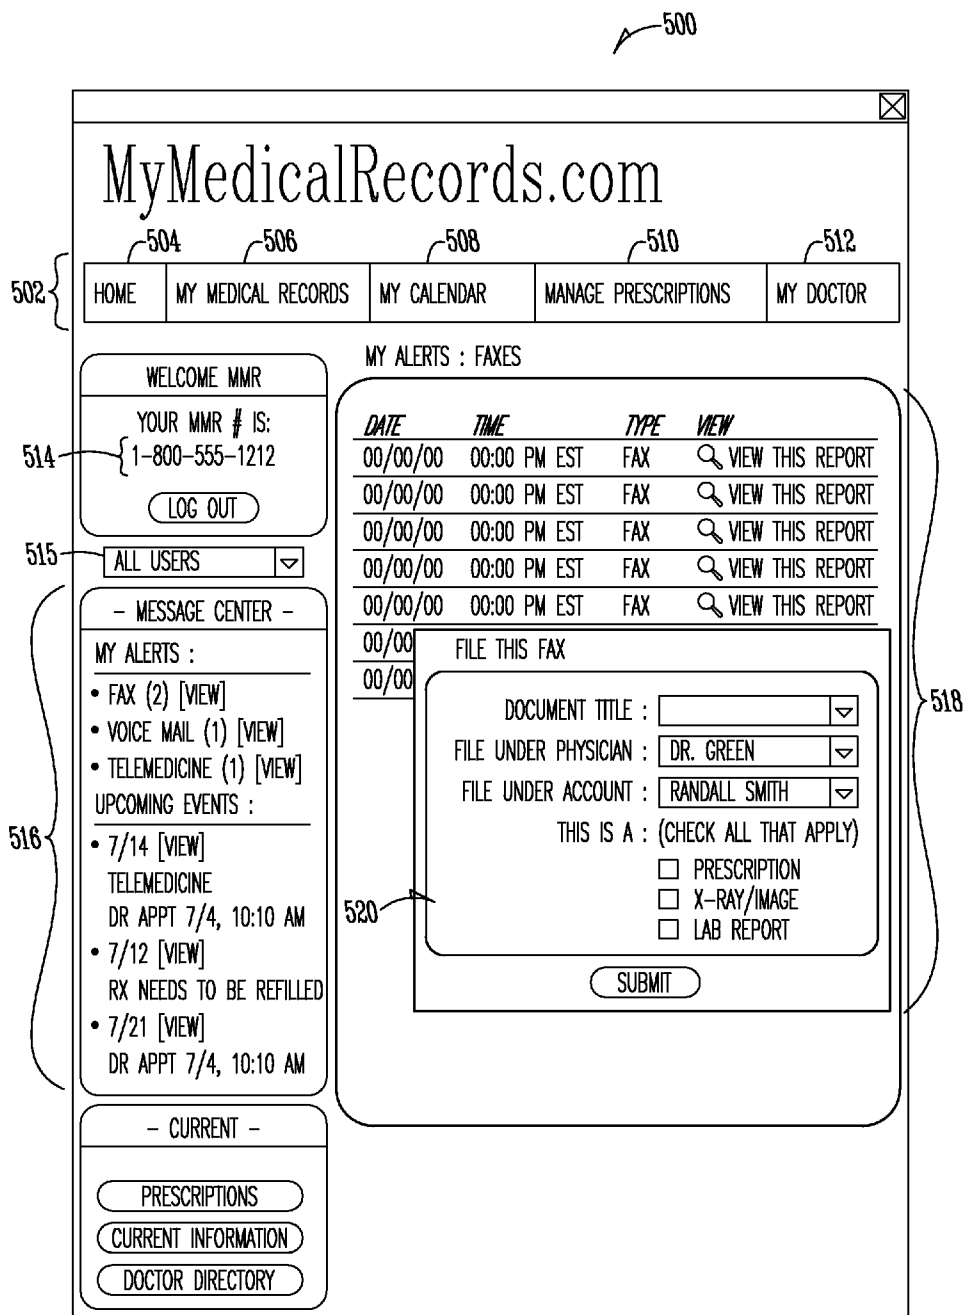 500
MyMedicalRecords.com
504 506 508 510 512
502
HOME MY MEDICAL RECORDS MY CALENDAR MANAGE PRESCRIPTIONS MY DOCTOR
WELCOME MMR
YOUR MMR # IS:
514
1-800-555-1212
LOG OUT
515
ALL USERS
516
- MESSAGE CENTER -
MY ALERTS :
• FAX (2) [VIEW]
• VOICE MAIL (1) [VIEW]
• TELEMEDICINE (1) [VIEW]
UPCOMING EVENTS :
• 7/14 [VIEW]
TELEMEDICINE
DR APPT 7/4, 10:10 AM
• 7/12 [VIEW]
RX NEEDS TO BE REFILLED
• 7/21 [VIEW]
DR APPT 7/4, 10:10 AM
- CURRENT -
PRESCRIPTIONS
CURRENT INFORMATION
DOCTOR DIRECTORY
MY ALERTS : FAXES
DATE TIME TYPE VIEW
00/00/00 00:00 PM EST FAX VIEW THIS REPORT
00/00/00 00:00 PM EST FAX VIEW THIS REPORT
00/00/00 00:00 PM EST FAX VIEW THIS REPORT
00/00/00 00:00 PM EST FAX VIEW THIS REPORT
00/00/00 00:00 PM EST FAX VIEW THIS REPORT
00/00
00/00
518
FILE THIS FAX
DOCUMENT TITLE :
FILE UNDER PHYSICIAN : DR. GREEN
FILE UNDER ACCOUNT : RANDALL SMITH
THIS IS A : (CHECK ALL THAT APPLY)
PRESCRIPTION
X-RAY/IMAGE
LAB REPORT
520
SUBMIT